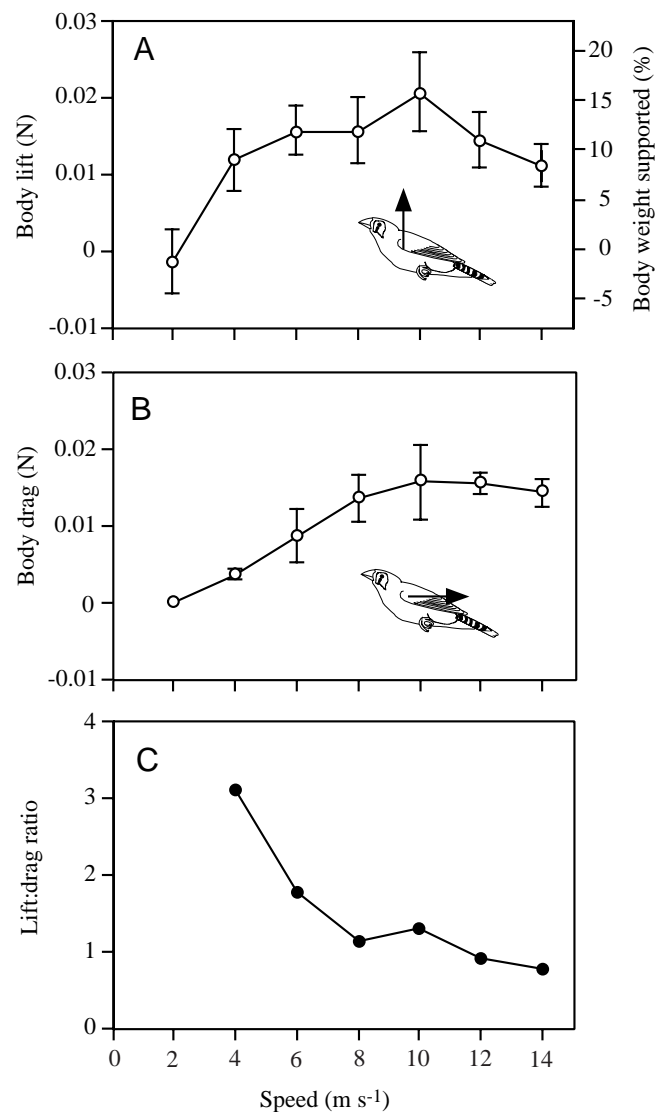 A
0.03
0.02
0.01
0
-0.01
Body lift (N)
20
15
10
5
0
-5
Body weight supported (%)
B
0.03
0.02
0.01
0
-0.01
Body drag (N)
C
4
3
2
1
0
Lift:drag ratio
0 2 4 6 8 10 12 14
Speed (m s-1)